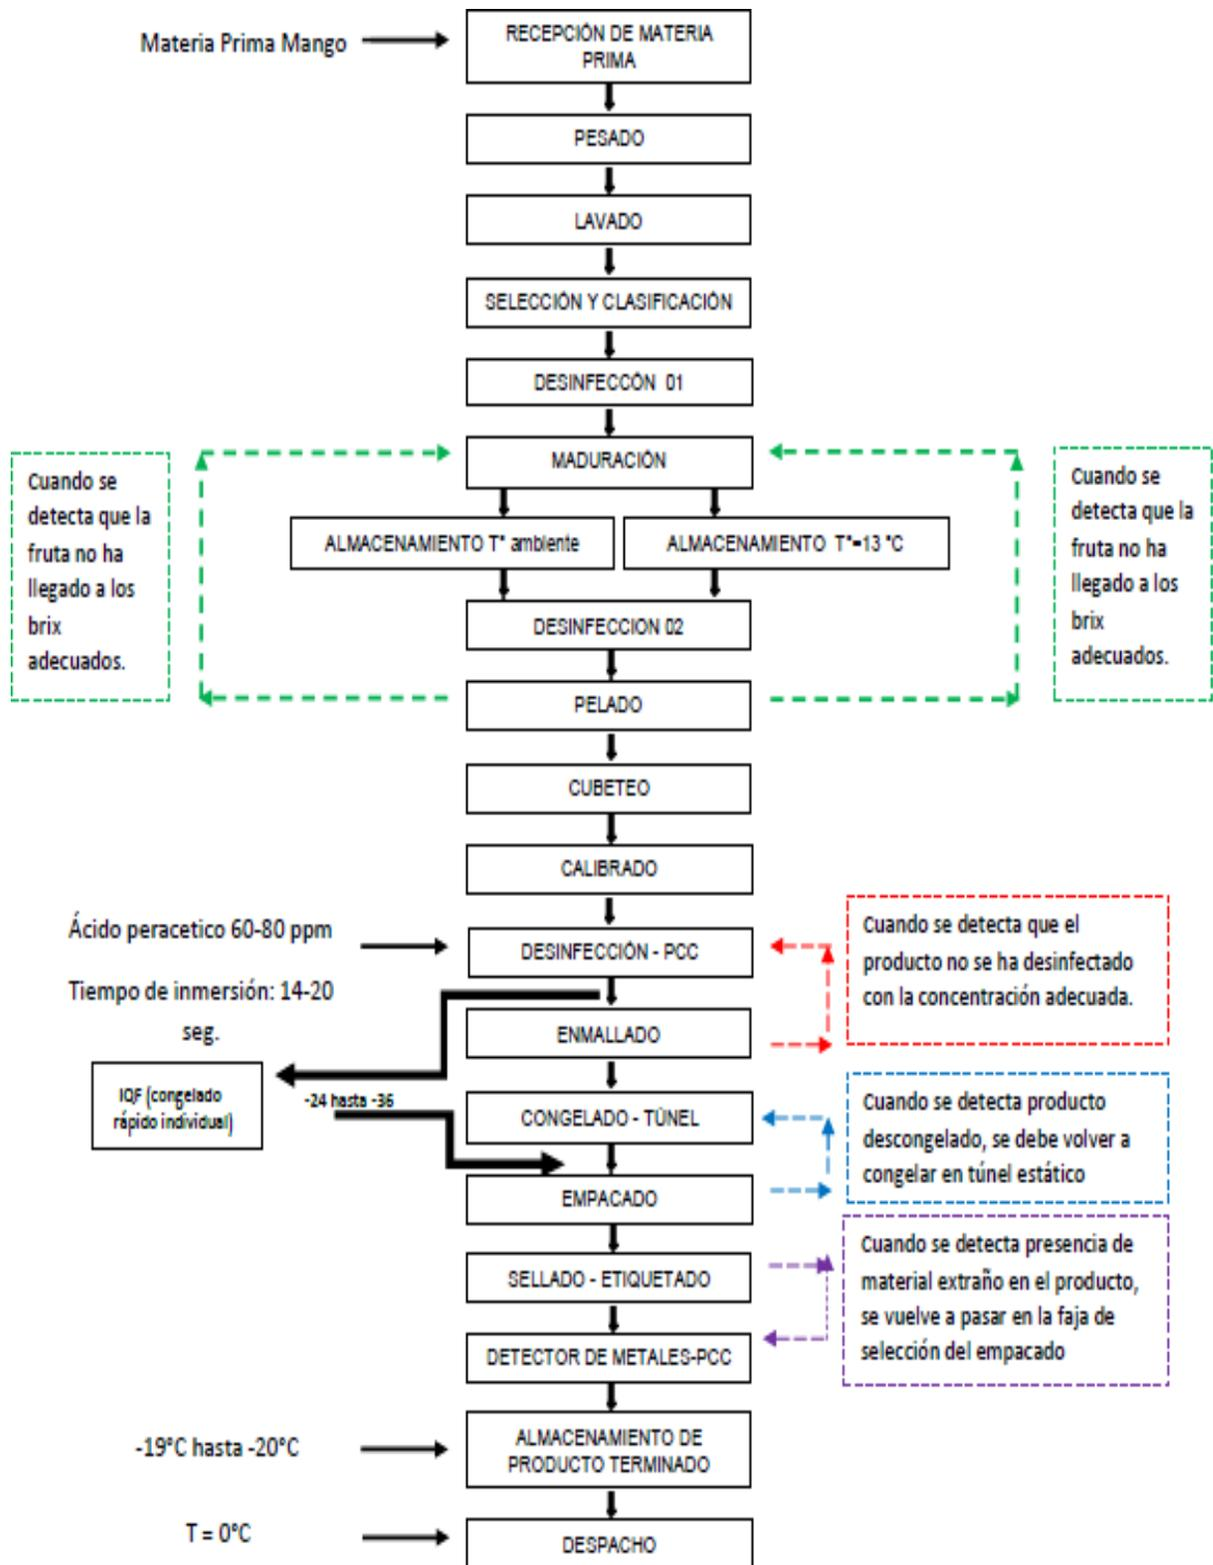 Materia Prima Mango
RECEPCIÓN DE MATERIA
PRIMA
PESADO
LAVADO
SELECCIÓN Y CLASIFICACIÓN
DESINFECCÓN 01
MADURACIÓN
Cuando se
detecta que la
fruta no ha
llegado a los
brix
adecuados.
Cuando se
detecta que la
fruta no ha
llegado a los
brix
adecuados.
ALMACENAMIENTO T° ambiente
ALMACENAMIENTO T°=13 °C
DESINFECCION 02
PELADO
CUBETEO
CALIBRADO
Ácido peracetico 60-80 ppm
Tiempo de inmersión: 14-20
seg.
DESINFECCIÓN - PCC
Cuando se detecta que el
producto no se ha desinfectado
con la concentración adecuada.
ENMALLADO
IQF (congelado
rápido individual)
-24 hasta -36
CONGELADO - TÚNEL
Cuando se detecta producto
descongelado, se debe volver a
congelar en túnel estático
EMPACADO
SELLADO - ETIQUETADO
Cuando se detecta presencia de
material extraño en el producto,
se vuelve a pasar en la faja de
selección del empacado
DETECTOR DE METALES-PCC
-19°C hasta -20°C
ALMACENAMIENTO DE
PRODUCTO TERMINADO
T = 0°C
DESPACHO